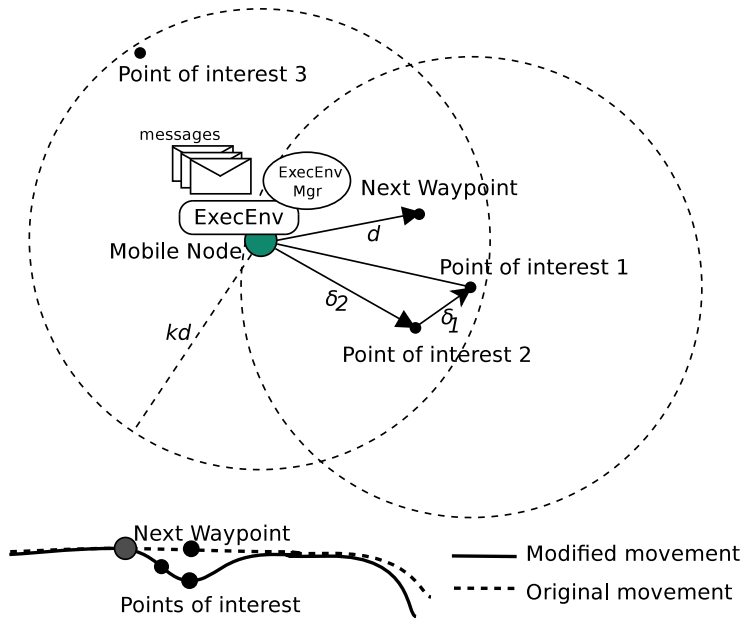 Point of interest 3
messages
ExecEnv
Mgr
Next Waypoint
ExecEnv
d
Mobile Node
Point of interest 1
δ2
δ1
kd
Point of interest 2
Next Waypoint
Modified movement
Original movement
Points of interest